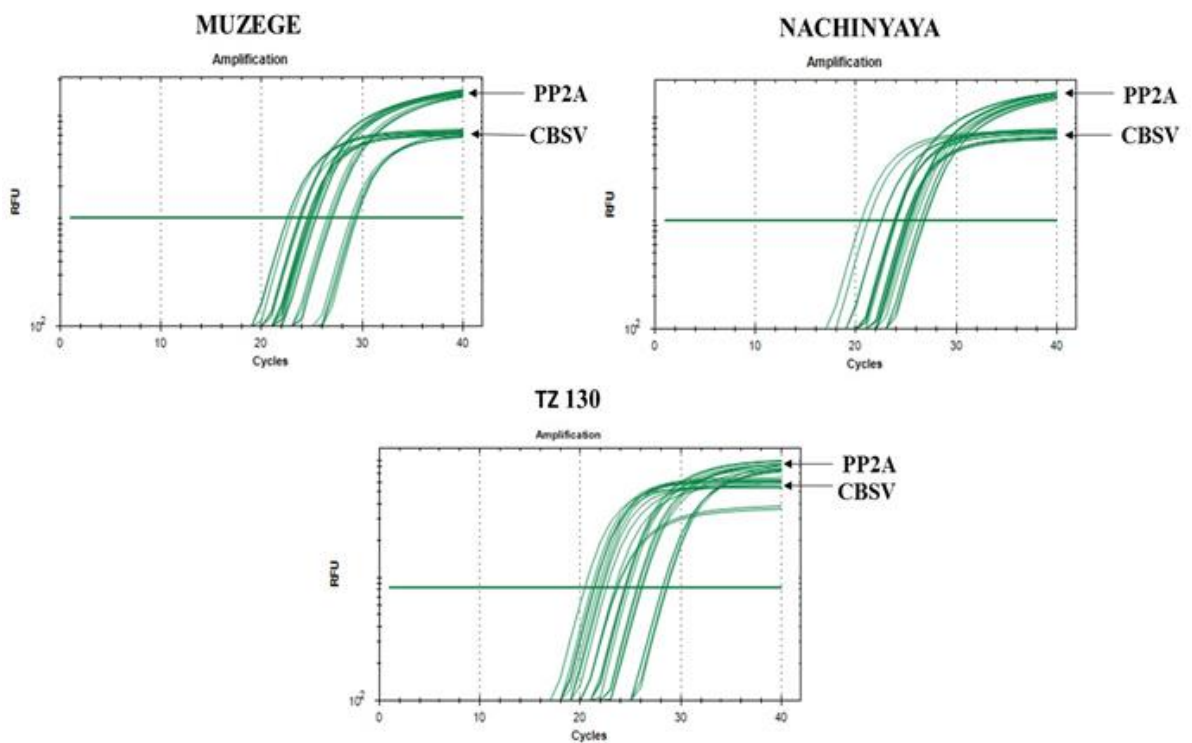 MUZEGE
Amplification
PP2A
CBSV
RFU
10²
0 10 20 30 40
Cycles
NACHINYAYA
Amplification
PP2A
CBSV
RFU
10²
0 10 20 30 40
Cycles
TZ 130
Amplification
PP2A
CBSV
RFU
10²
0 10 20 30 40
Cycles